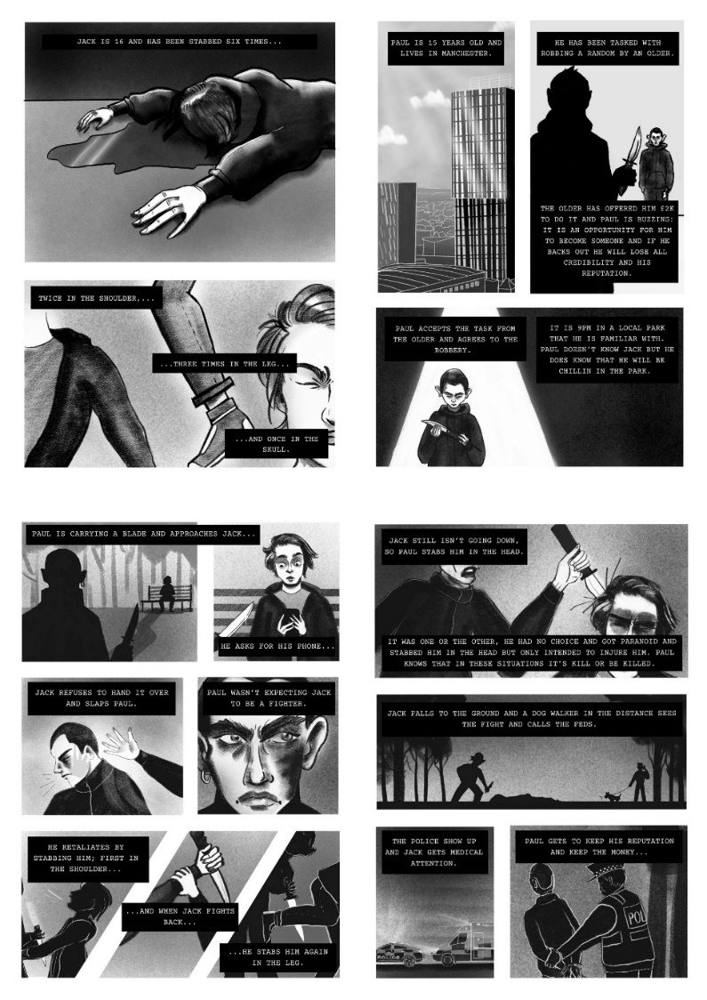 JACK IS 16 AND HAS BEEN STABBED SIX TIMES...
TWICE IN THE SHOULDER,...
...THREE TIMES IN THE LEG...
...AND ONCE IN THE
SKULL.
PAUL IS 15 YEARS OLD AND
LIVES IN MANCHESTER.
HE HAS BEEN TASKED WITH
ROBBING A RANDOM BY AN OLDER.
THE OLDER HAS OFFERED HIM £2K
TO DO IT AND PAUL IS BUZZING:
IT IS AN OPPORTUNITY FOR HIM
TO BECOME SOMEONE AND IF HE
BACKS OUT HE WILL LOSE ALL
CREDIBILITY AND HIS
REPUTATION.
PAUL ACCEPTS THE TASK FROM
THE OLDER AND AGREES TO THE
ROBBERY.
IT IS 9PM IN A LOCAL PARK
THAT HE IS FAMILIAR WITH.
PAUL DOESN'T KNOW JACK BUT HE
DOES KNOW THAT HE WILL BE
CHILLIN IN THE PARK.
PAUL IS CARRYING A BLADE AND APPROACHES JACK...
HE ASKS FOR HIS PHONE...
JACK REFUSES TO HAND IT OVER
AND SLAPS PAUL.
PAUL WASN'T EXPECTING JACK
TO BE A FIGHTER.
HE RETALIATES BY
STABBING HIM; FIRST IN
THE SHOULDER...
...AND WHEN JACK FIGHTS
BACK...
...HE STABS HIM AGAIN
IN THE LEG.
JACK STILL ISN'T GOING DOWN,
SO PAUL STABS HIM IN THE HEAD.
IT WAS ONE OR THE OTHER, HE HAD NO CHOICE AND GOT PARANOID AND
STABBED HIM IN THE HEAD BUT ONLY INTENDED TO INJURE HIM. PAUL
KNOWS THAT IN THESE SITUATIONS IT'S KILL OR BE KILLED.
JACK FALLS TO THE GROUND AND A DOG WALKER IN THE DISTANCE SEES
THE FIGHT AND CALLS THE FEDS.
THE POLICE SHOW UP
AND JACK GETS MEDICAL
ATTENTION.
POLICE
PAUL GETS TO KEEP HIS REPUTATION
AND KEEP THE MONEY...
POL